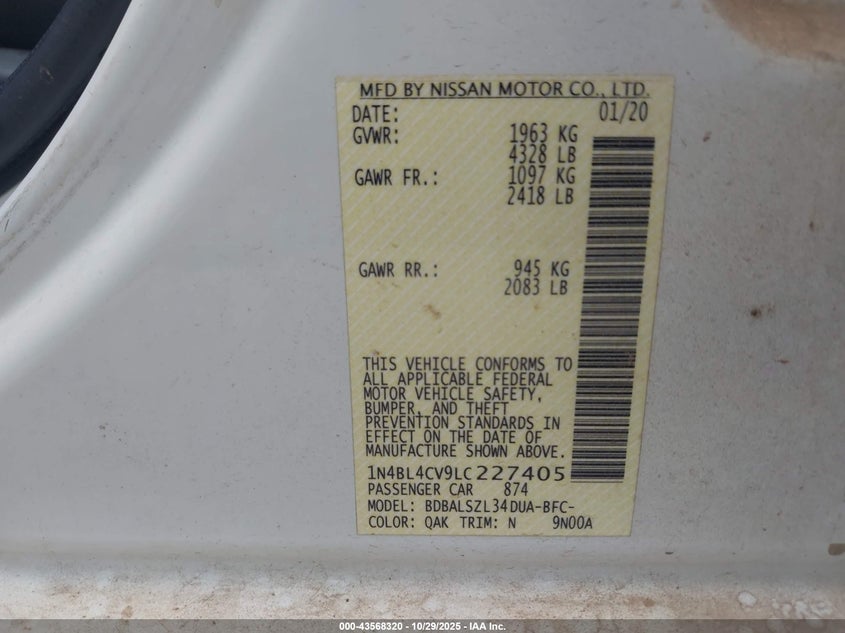 MFD BY NISSAN MOTOR CO., LTD.
DATE: 01/20
GVWR: 1963 KG
4328 LB
GAWR FR.: 1097 KG
2418 LB
GAWR RR.: 945 KG
2083 LB
THIS VEHICLE CONFORMS TO
ALL APPLICABLE FEDERAL
MOTOR VEHICLE SAFETY,
BUMPER, AND THEFT
PREVENTION STANDARDS IN
EFFECT ON THE DATE OF
MANUFACTURE SHOWN ABOVE.
1N4BL4CV9LC227405
PASSENGER CAR 874
MODEL: BDBALSZL34DUA-BFC-
COLOR: QAK TRIM: N 9N00A
000-43568320 - 10/29/2025 - IAA Inc.